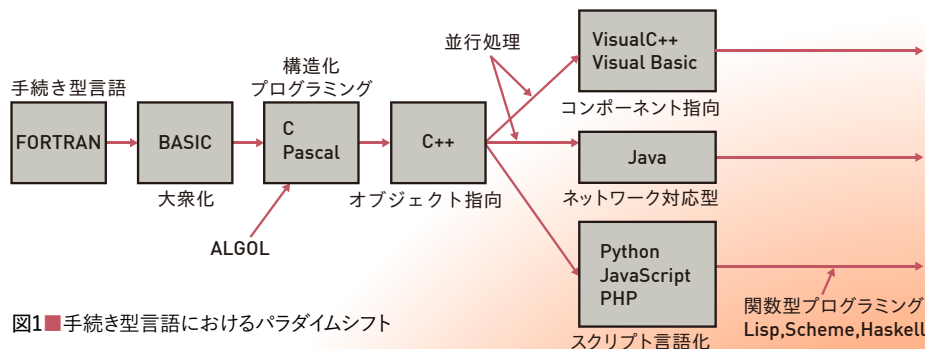 手続き型言語
FORTRAN
BASIC
大衆化
構造化
プログラミング
C
Pascal
ALGOL
C++
オブジェクト指向
並行処理
VisualC++
Visual Basic
コンポーネント指向
Java
ネットワーク対応型
Python
JavaScript
PHP
スクリプト言語化
関数型プログラミング
Lisp,Scheme,Haskell
図1■手続き型言語におけるパラダイムシフト